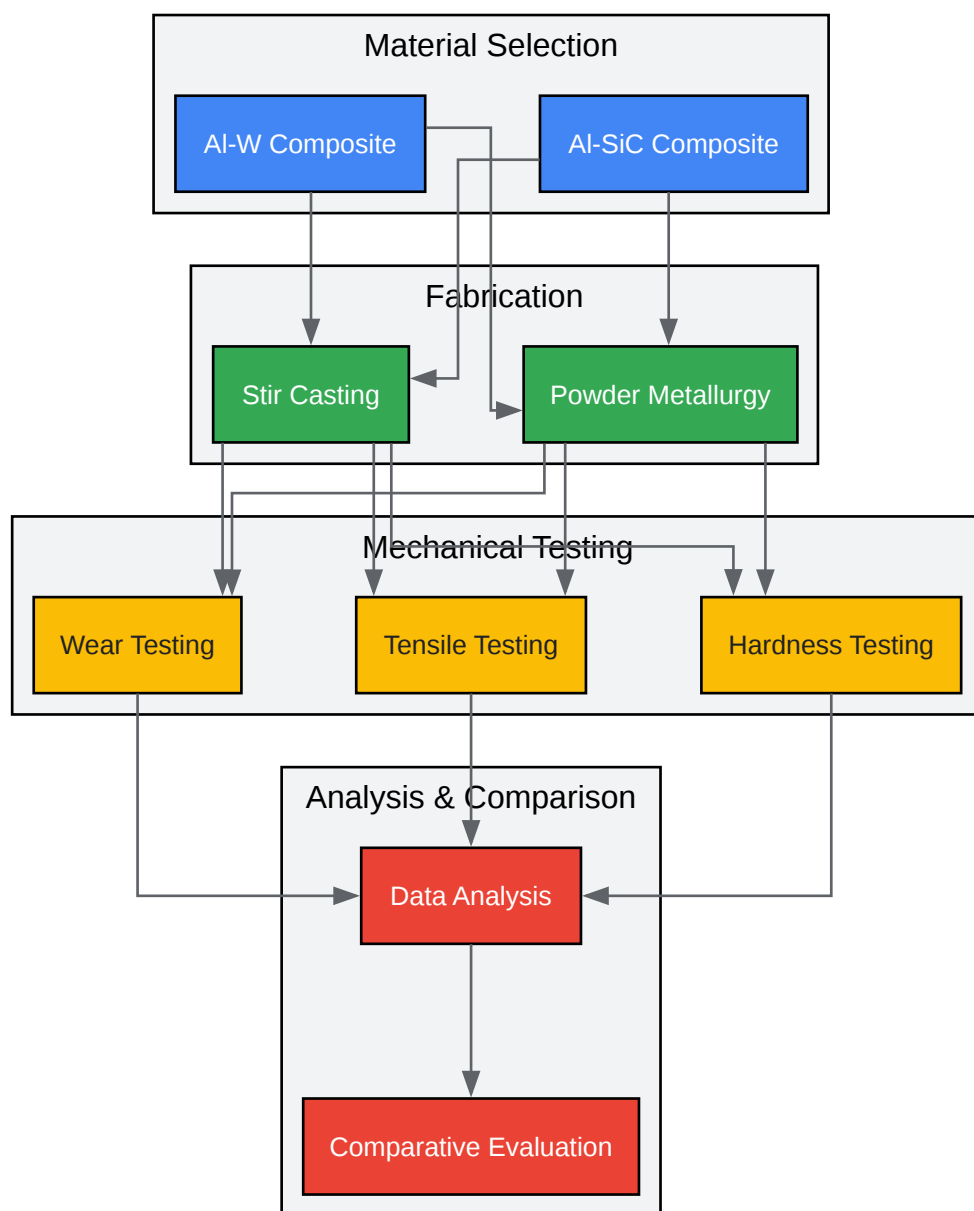 Material Selection
Al-W Composite
Al-SiC Composite
Fabrication
Stir Casting
Powder Metallurgy
Mechanical Testing
Wear Testing
Tensile Testing
Hardness Testing
Analysis & Comparison
Data Analysis
Comparative Evaluation